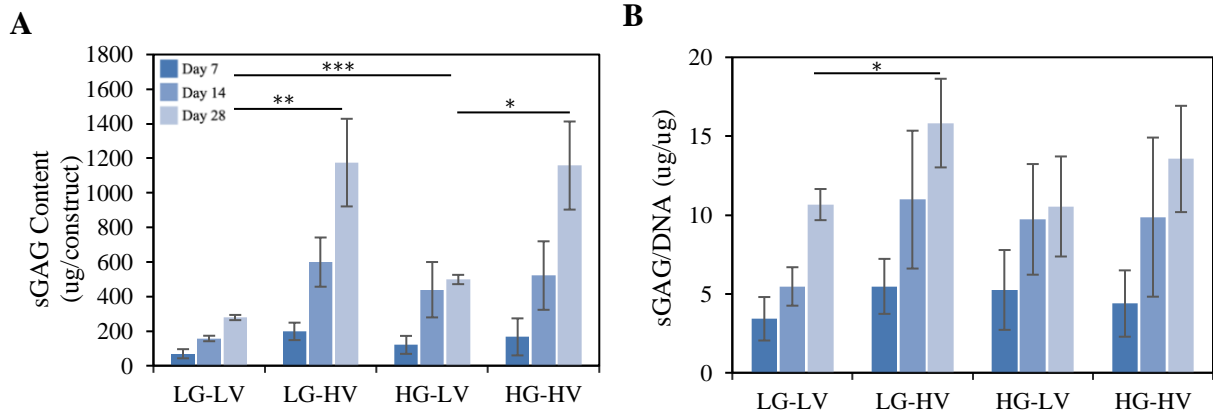 A
B
sGAG Content
(ug/construct)
1800
1600
1400
1200
1000
800
600
400
200
0
Day 7
Day 14
Day 28
***
**
*
LG-LV
LG-HV
HG-LV
HG-HV
sGAG/DNA (ug/ug)
20
15
10
5
0
*
LG-LV
LG-HV
HG-LV
HG-HV